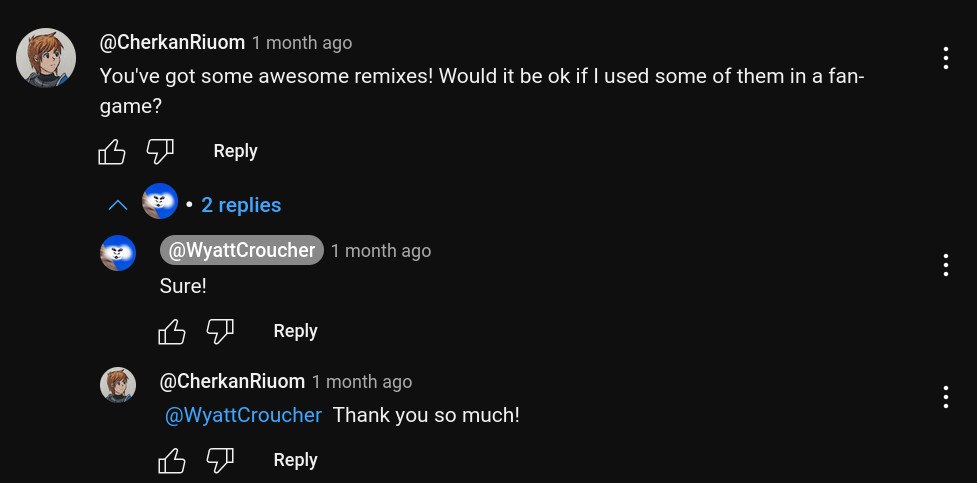 @CherkanRiuom 1 month ago
You've got some awesome remixes! Would it be ok if I used some of them in a fan-
game?
Reply
• 2 replies
@WyattCroucher 1 month ago
Sure!
Reply
@CherkanRiuom 1 month ago
@WyattCroucher Thank you so much!
Reply